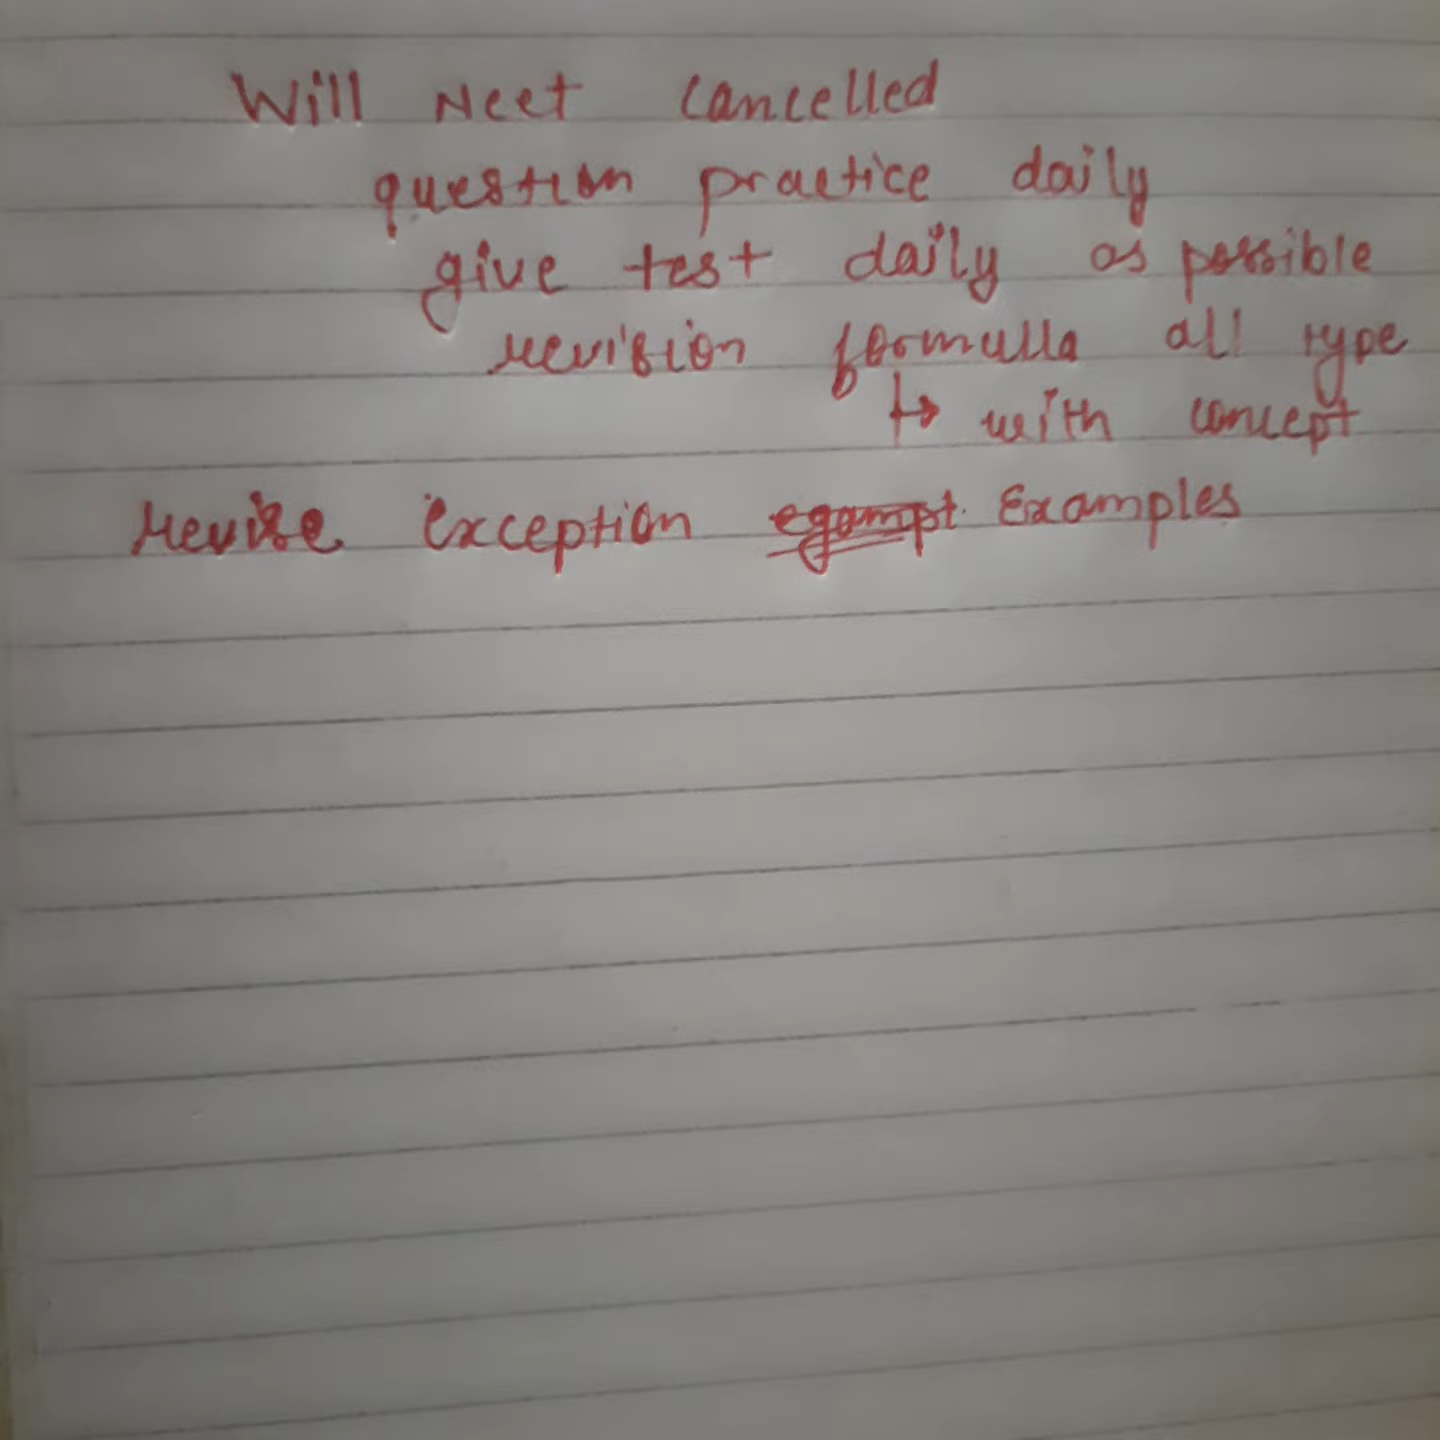 Will Neet cancelled
question practice daily
give test daily as possible
revision formulla all type
↳ with concept
revise exception Examples